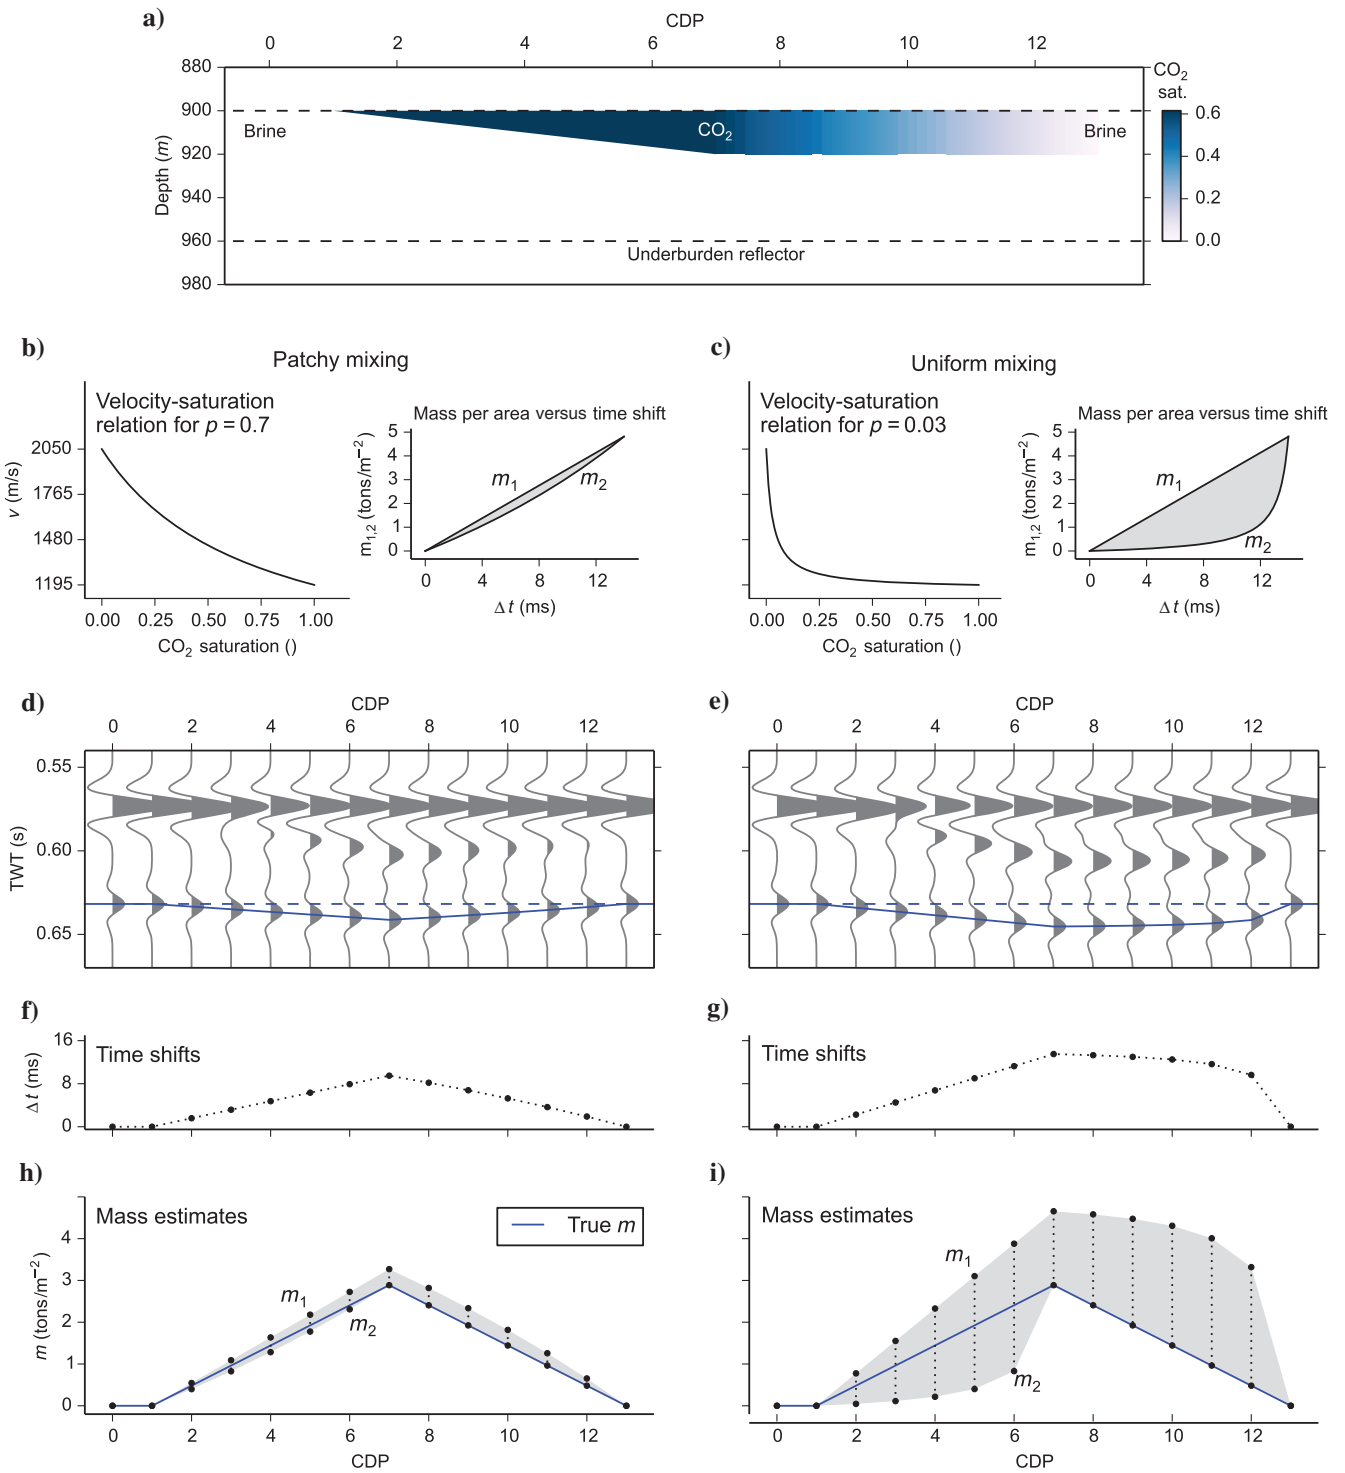 a)
CDP
0 2 4 6 8 10 12
CO2
sat.
880
900
920
940
960
980
Depth (m)
Brine
CO2
Brine
Underburden reflector
0.6
0.4
0.2
0.0
b)
Patchy mixing
Velocity-saturation
relation for p = 0.7
2050
1765
1480
1195
v (m/s)
0.00 0.25 0.50 0.75 1.00
CO2 saturation ()
Mass per area versus time shift
5
4
3
2
1
0
m1,2 (tons/m−2)
m1
m2
0 4 8 12
Δ t (ms)
c)
Uniform mixing
Velocity-saturation
relation for p = 0.03
0.00 0.25 0.50 0.75 1.00
CO2 saturation ()
Mass per area versus time shift
5
4
3
2
1
0
m1,2 (tons/m−2)
m1
m2
0 4 8 12
Δ t (ms)
d)
CDP
0 2 4 6 8 10 12
0.55
0.60
0.65
TWT (s)
e)
CDP
0 2 4 6 8 10 12
f)
Time shifts
16
8
0
Δ t (ms)
g)
Time shifts
h)
Mass estimates
True m
4
3
2
1
0
m (tons/m−2)
m1
m2
0 2 4 6 8 10 12
CDP
i)
Mass estimates
m1
m2
0 2 4 6 8 10 12
CDP